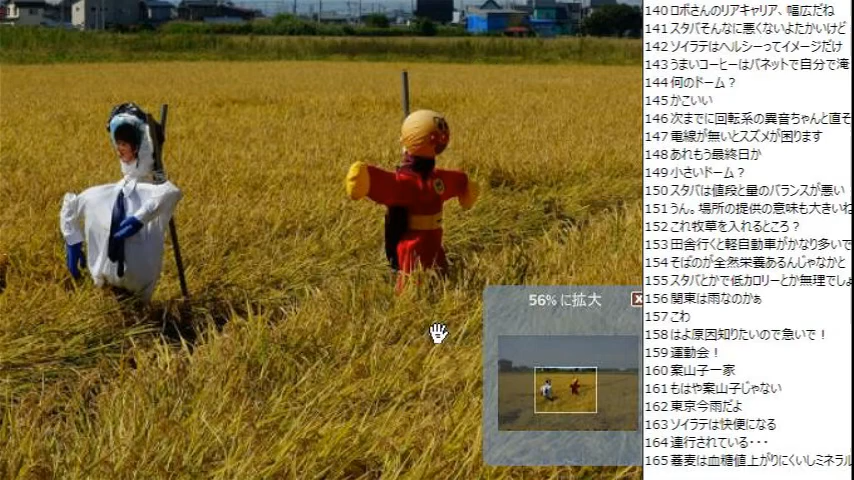 56% に拡大
140 ロボさんのリアキャリア、幅広だね
141 スタバそんなに悪くないよたかいけど
142 ソイラテはヘルシーってイメージだけ
143 うまいコーヒーはバネットで自分で淹
144 何のドーム？
145 かこいい
146 次までに回転系の異音ちゃんと直そ
147 電線が無いとスズメが困ります
148 あれもう最終日か
149 小さいドーム？
150 スタバは値段と量のバランスが悪い
151 うん。場所の提供の意味も大きいね
152 これ牧草を入れるところ？
153 田舎行くと軽自動車がかなり多いで
154 そばのが全然栄養あるんじゃなかと
155 スタバとかで低カロリーとか無理でしょ
156 関東は雨なのかぁ
157 こわ
158 はよ原因知りたいので急いで！
159 運動会！
160 案山子一家
161 もはや案山子じゃない
162 東京今雨だよ
163 ソイラテは快便になる
164 連行されている・・・
165 蕎麦は血糖値上がりにくいしミネラル